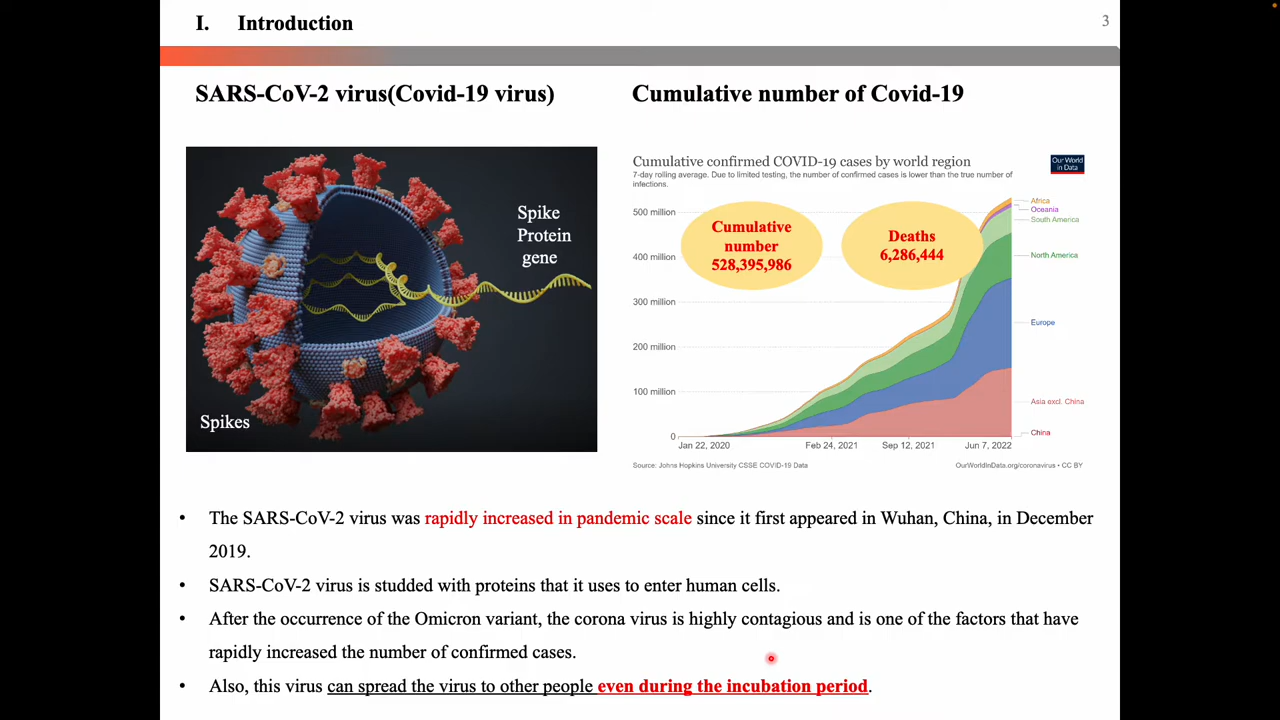 I. Introduction
3
SARS-CoV-2 virus(Covid-19 virus)
Cumulative number of Covid-19
Spike
Protein
gene
Spikes
Cumulative confirmed COVID-19 cases by world region
7-day rolling average. Due to limited testing, the number of confirmed cases is lower than the true number of
infections.
Our World
in Data
500 million
400 million
300 million
200 million
100 million
0
Cumulative
number
528,395,986
Deaths
6,286,444
Africa
Oceania
South America
North America
Europe
Asia excl. China
China
Jan 22, 2020
Feb 24, 2021
Sep 12, 2021
Jun 7, 2022
Source: Johns Hopkins University CSSE COVID-19 Data
OurWorldInData.org/coronavirus • CC BY
• The SARS-CoV-2 virus was rapidly increased in pandemic scale since it first appeared in Wuhan, China, in December
2019.
• SARS-CoV-2 virus is studded with proteins that it uses to enter human cells.
• After the occurrence of the Omicron variant, the corona virus is highly contagious and is one of the factors that have
rapidly increased the number of confirmed cases.
• Also, this virus can spread the virus to other people even during the incubation period.